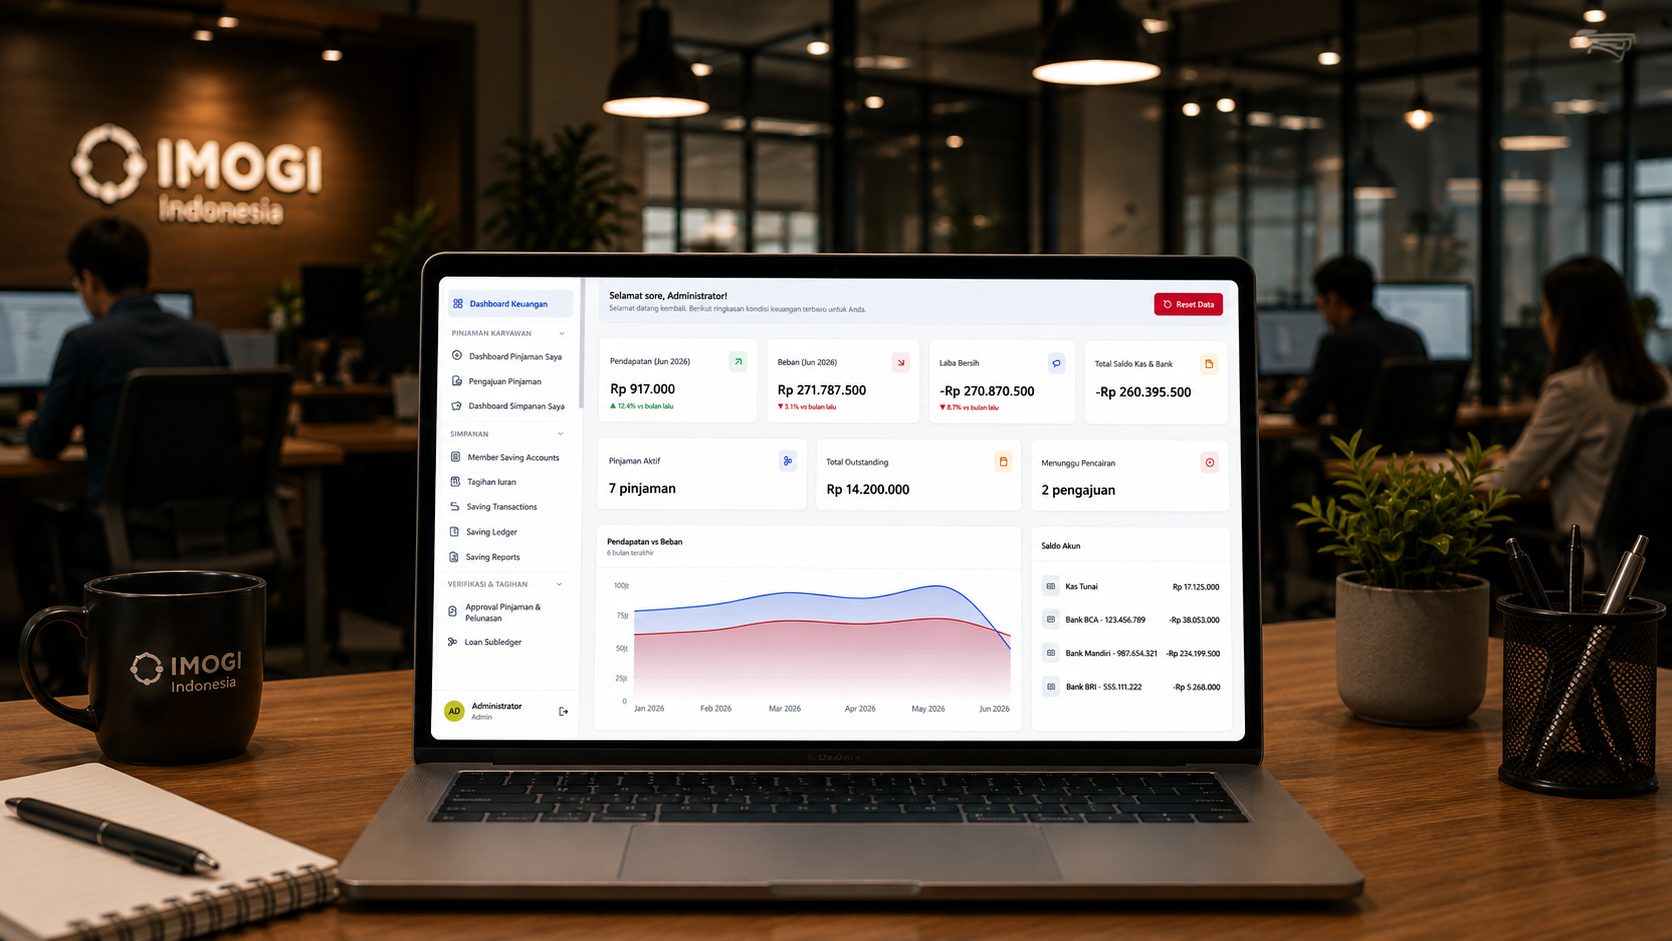 IMOGI
Indonesia
Dashboard Keuangan
PINJAMAN KARYAWAN
Dashboard Pinjaman Saya
Pengajuan Pinjaman
Dashboard Simpanan Saya
SIMPANAN
Member Saving Accounts
Tagihan Iuran
Saving Transactions
Saving Ledger
Saving Reports
VERIFIKASI & TAGIHAN
Approval Pinjaman &
Pelunasan
Loan Subledger
AD
Administrator
Admin
Selamat sore, Administrator!
Selamat datang kembali. Berikut ringkasan kondisi keuangan terbaru untuk Anda.
Reset Data
Pendapatan (Jun 2026)
Rp 917.000
▲ 12.4% vs bulan lalu
Beban (Jun 2026)
Rp 271.787.500
▼ 3.1% vs bulan lalu
Laba Bersih
-Rp 270.870.500
▼ 8.7% vs bulan lalu
Total Saldo Kas & Bank
-Rp 260.395.500
Pinjaman Aktif
7 pinjaman
Total Outstanding
Rp 14.200.000
Menunggu Pencairan
2 pengajuan
Pendapatan vs Beban
6 bulan terakhir
100jt
75jt
50jt
25jt
0
Jan 2026 Feb 2026 Mar 2026 Apr 2026 May 2026 Jun 2026
Saldo Akun
Kas Tunai Rp 17.125.000
Bank BCA - 123.456.789 -Rp 38.053.000
Bank Mandiri - 987.654.321 -Rp 234.199.500
Bank BRI - 555.111.222 -Rp 5.268.000
IMOGI
Indonesia